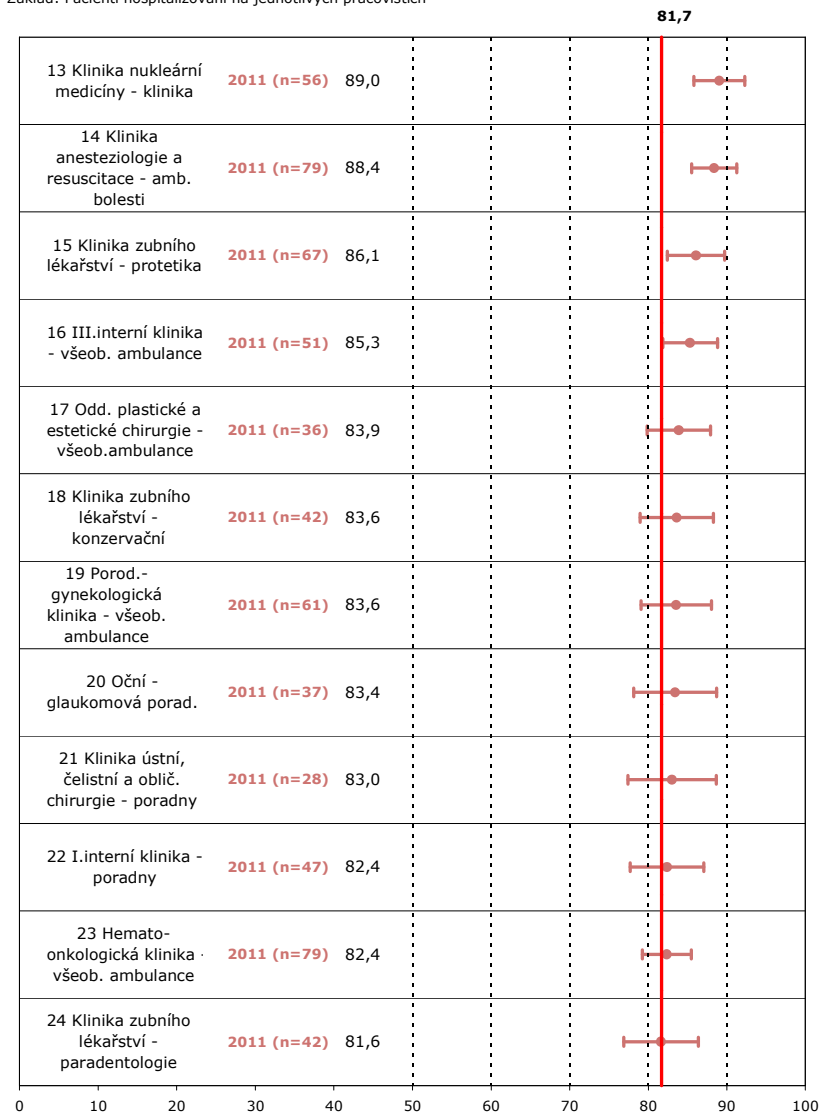 Základ: Pacienti hospitalizovaní na jednotlivých pracovištích
81,7
13 Klinika nukleární
medicíny - klinika
2011 (n=56) 89,0
14 Klinika
anesteziologie a
resuscitace - amb.
bolesti
2011 (n=79) 88,4
15 Klinika zubního
lékařství - protetika
2011 (n=67) 86,1
16 III.interní klinika
- všeob. ambulance
2011 (n=51) 85,3
17 Odd. plastické a
estetické chirurgie -
všeob.ambulance
2011 (n=36) 83,9
18 Klinika zubního
lékařství -
konzervační
2011 (n=42) 83,6
19 Porod.-
gynekologická
klinika - všeob.
ambulance
2011 (n=61) 83,6
20 Oční -
glaukomová porad.
2011 (n=37) 83,4
21 Klinika ústní,
čelistní a oblič.
chirurgie - poradny
2011 (n=28) 83,0
22 I.interní klinika -
poradny
2011 (n=47) 82,4
23 Hemato-
onkologická klinika -
všeob. ambulance
2011 (n=79) 82,4
24 Klinika zubního
lékařství -
paradentologie
2011 (n=42) 81,6
0 10 20 30 40 50 60 70 80 90 100